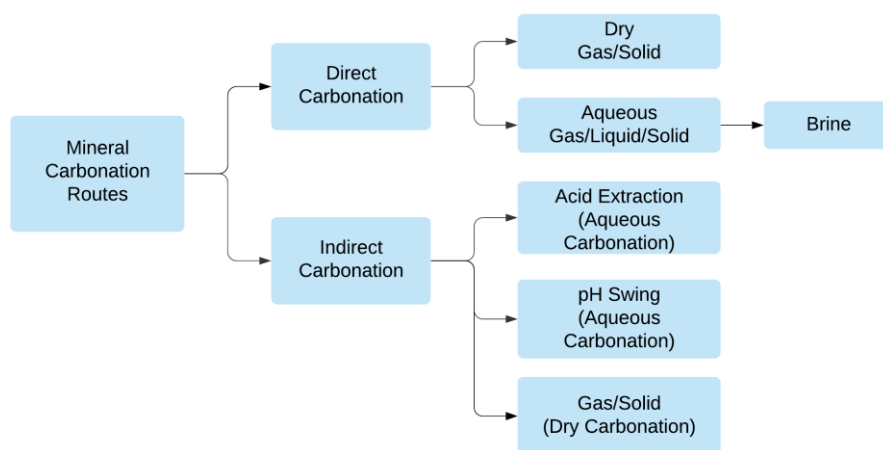 Mineral
Carbonation
Routes
Direct
Carbonation
Dry
Gas/Solid
Aqueous
Gas/Liquid/Solid
Brine
Indirect
Carbonation
Acid Extraction
(Aqueous
Carbonation)
pH Swing
(Aqueous
Carbonation)
Gas/Solid
(Dry Carbonation)